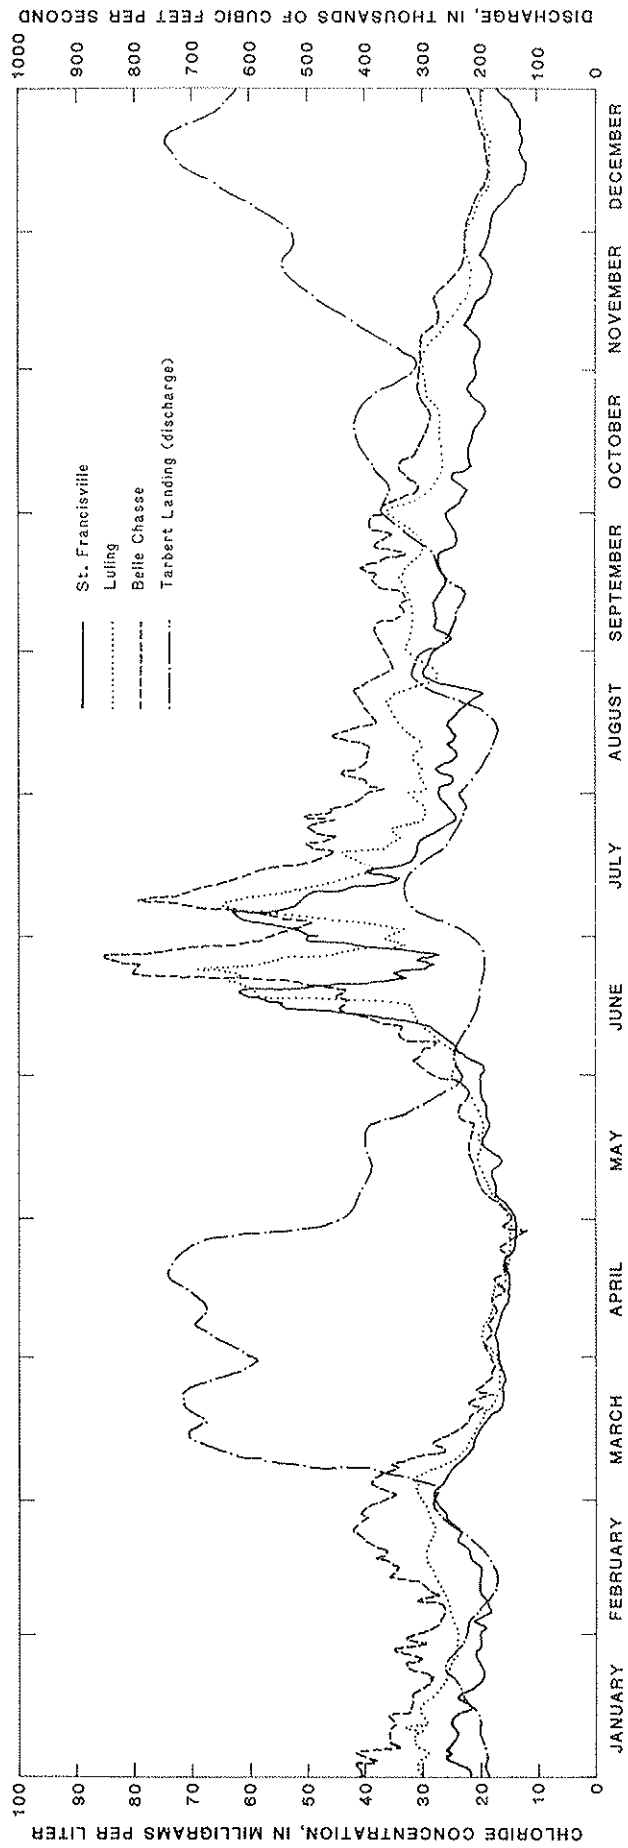 CHLORIDE CONCENTRATION, IN MILLIGRAMS PER LITER
100
90
80
70
60
50
40
30
20
10
0
St. Francisville
Luling
Belle Chasse
Tarbert Landing (discharge)
1000
900
800
700
600
500
400
300
200
100
0
DISCHARGE, IN THOUSANDS OF CUBIC FEET PER SECOND
JANUARY
FEBRUARY
MARCH
APRIL
MAY
JUNE
JULY
AUGUST
SEPTEMBER
OCTOBER
NOVEMBER
DECEMBER